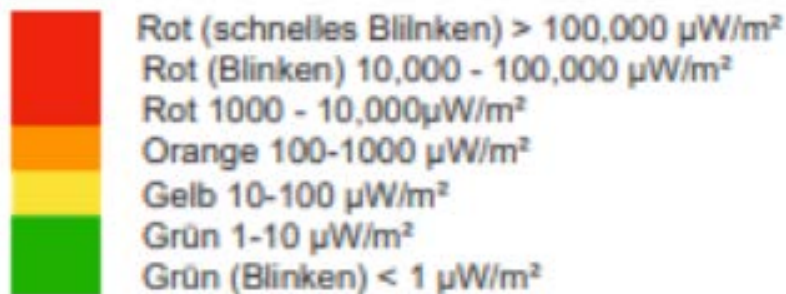 Rot (schnelles Blilnken) > 100,000 µW/m²
Rot (Blinken) 10,000 - 100,000 µW/m²
Rot 1000 - 10,000µW/m²
Orange 100-1000 µW/m²
Gelb 10-100 µW/m²
Grün 1-10 µW/m²
Grün (Blinken) < 1 µW/m²